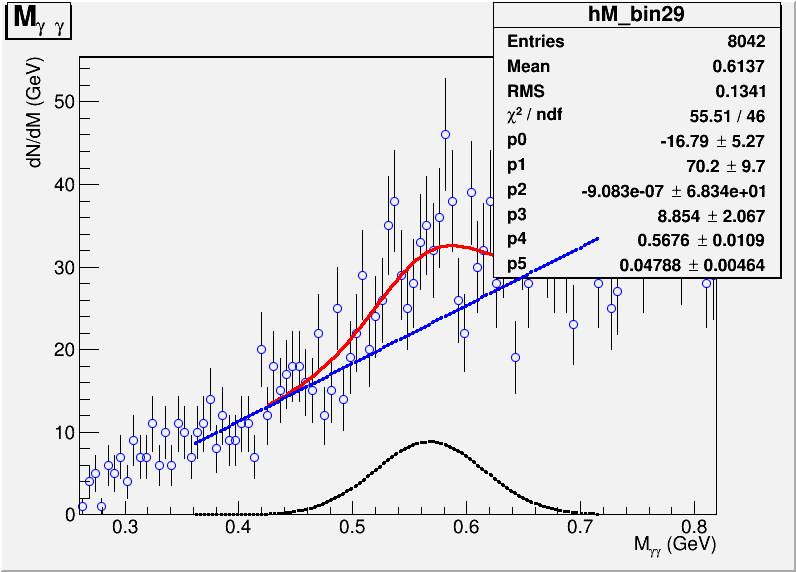 M γ γ
hM_bin29
Entries 8042
Mean 0.6137
RMS 0.1341
χ² / ndf 55.51 / 46
p0 -16.79 ± 5.27
p1 70.2 ± 9.7
p2 -9.083e-07 ± 6.834e+01
p3 8.854 ± 2.067
p4 0.5676 ± 0.0109
p5 0.04788 ± 0.00464
dN/dM (GeV)
50
40
30
20
10
0
0.3 0.4 0.5 0.6 0.7 0.8
Mγγ (GeV)